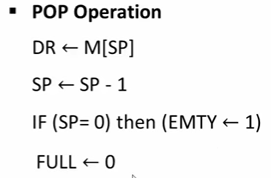 ▪ POP Operation
DR ← M[SP]
SP ← SP - 1
IF (SP= 0) then (EMTY ← 1)
FULL ← 0